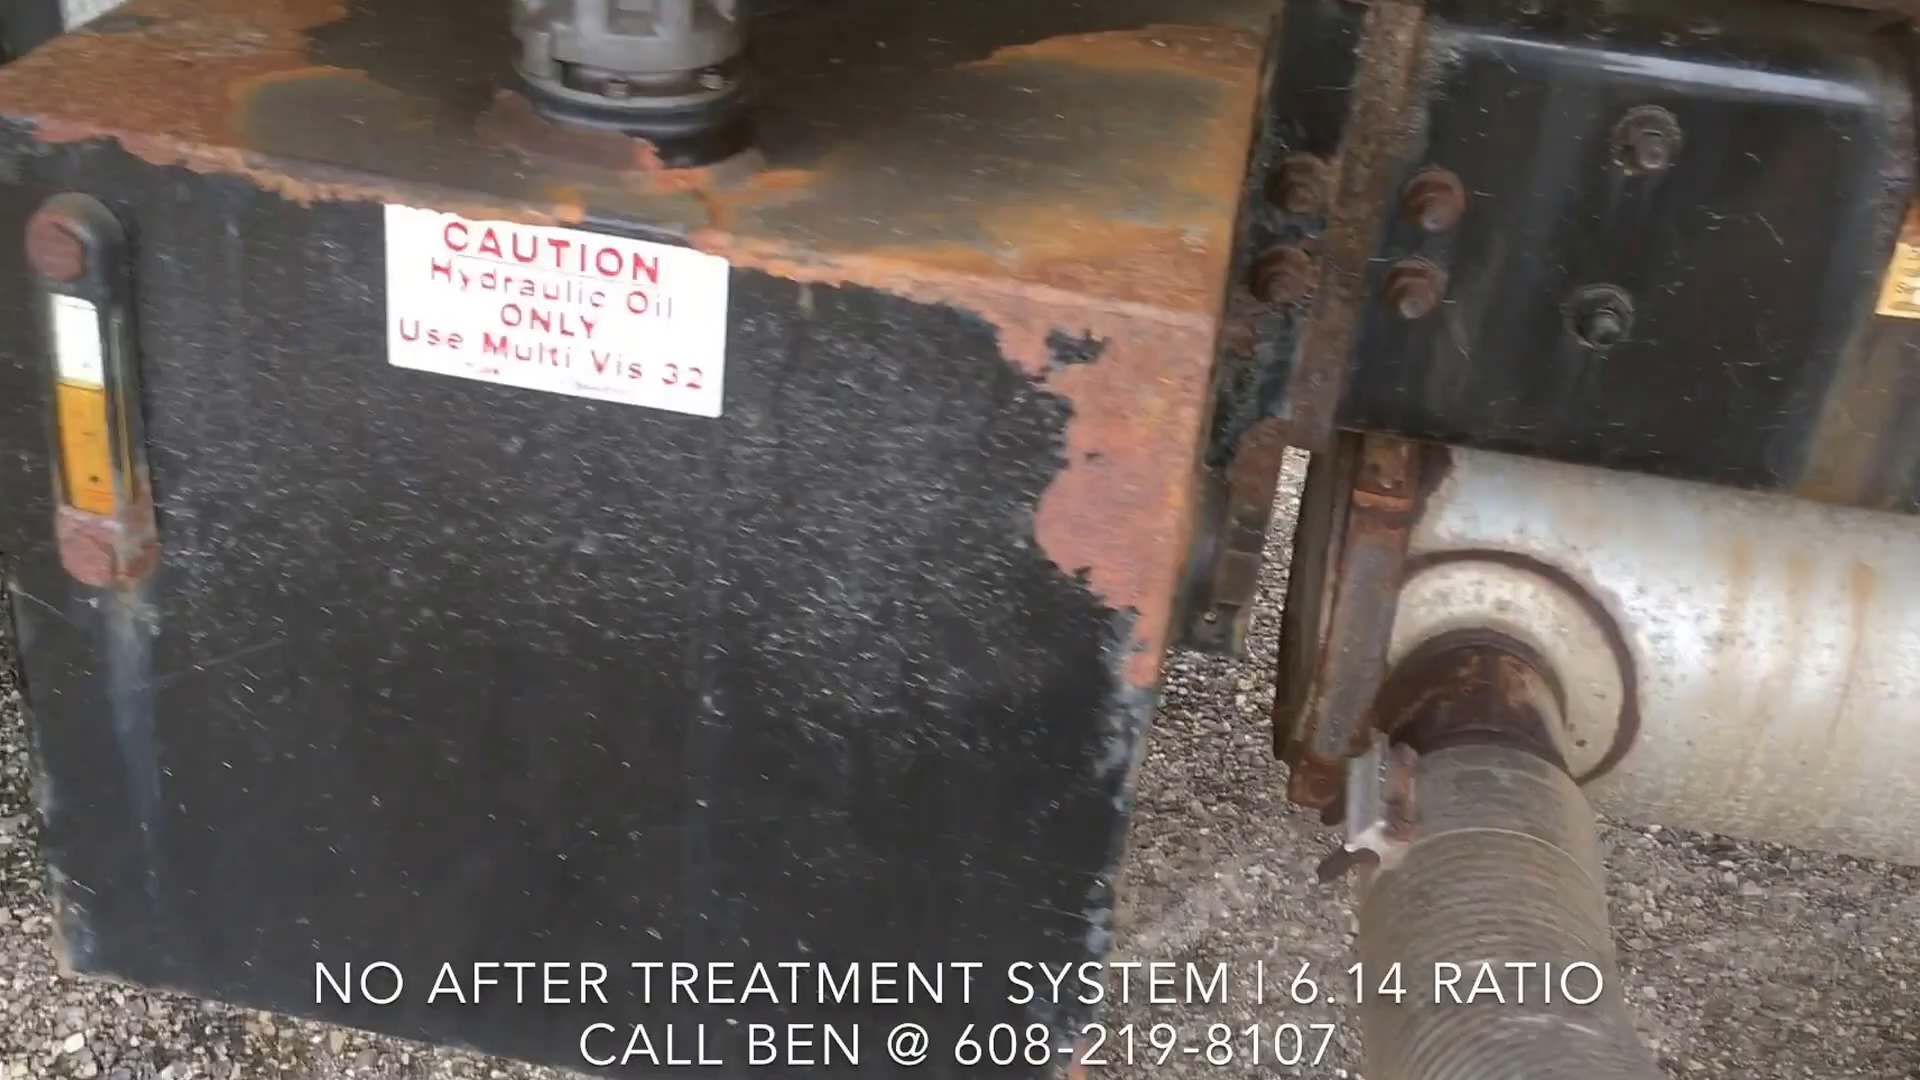 CAUTION
Hydraulic Oil
ONLY
Use Multi Vis 32
NO AFTER TREATMENT SYSTEM | 6.14 RATIO
CALL BEN @ 608-219-8107